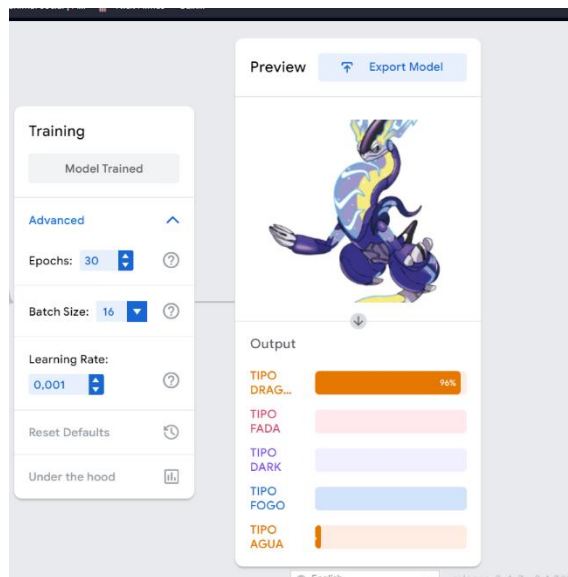 Preview
Export Model
Training
Model Trained
Advanced
Epochs: 30
Batch Size: 16
Learning Rate:
0,001
Reset Defaults
Under the hood
Output
TIPO
DRAG...
96%
TIPO
FADA
TIPO
DARK
TIPO
FOGO
TIPO
AGUA
English